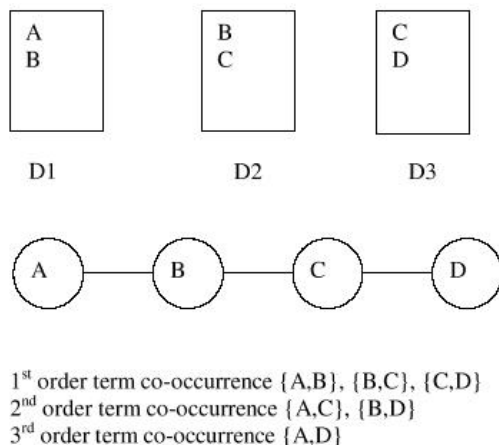 A B C
B C D
D1 D2 D3
A B C D
1st order term co-occurrence {A,B}, {B,C}, {C,D}
2nd order term co-occurrence {A,C}, {B,D}
3rd order term co-occurrence {A,D}